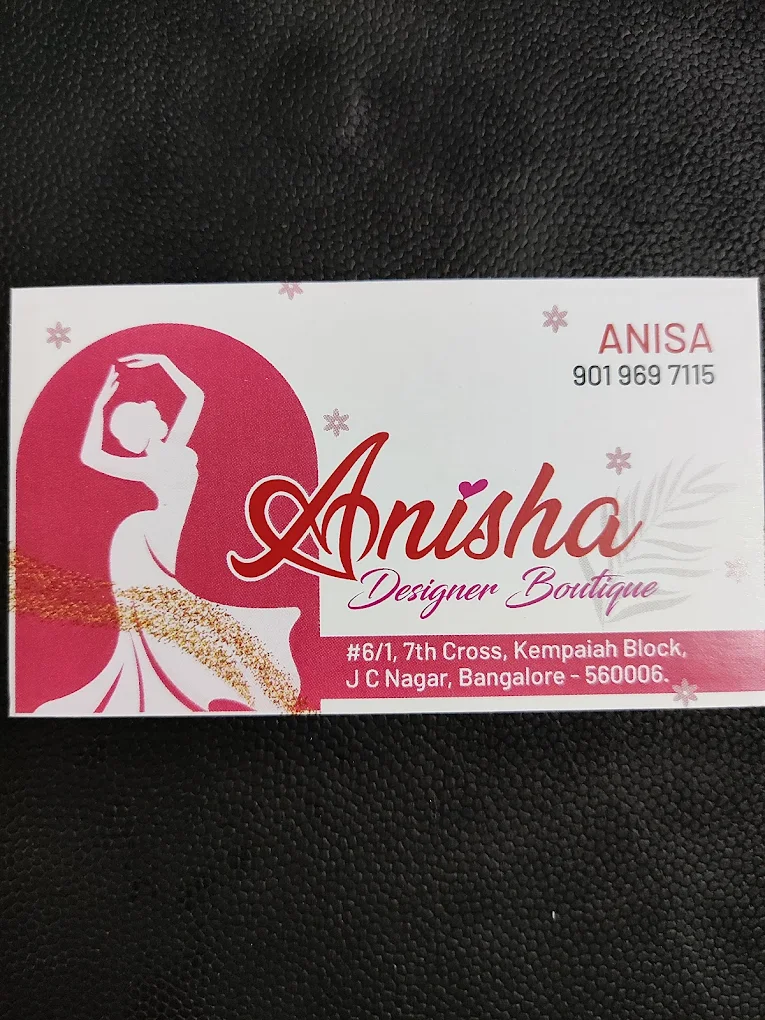 ANISA
901 969 7115
Anisha
Designer Boutique
#6/1, 7th Cross, Kempaiah Block,
J C Nagar, Bangalore - 560006.